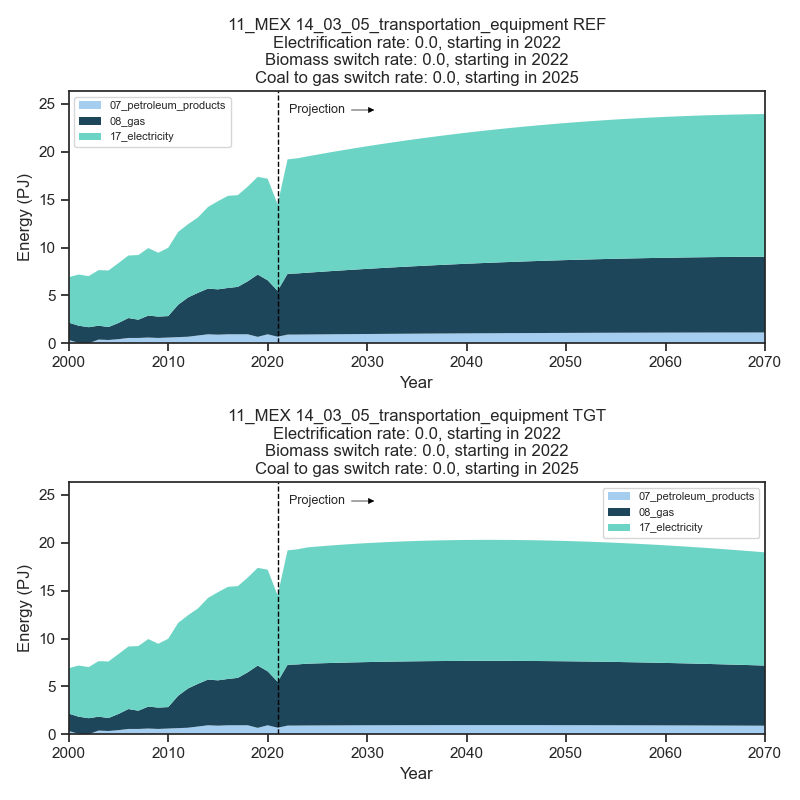 11_MEX 14_03_05_transportation_equipment REF
Electrification rate: 0.0, starting in 2022
Biomass switch rate: 0.0, starting in 2022
Coal to gas switch rate: 0.0, starting in 2025
07_petroleum_products
08_gas
17_electricity
Projection
25
20
15
10
5
0
Energy (PJ)
2000 2010 2020 2030 2040 2050 2060 2070
Year
11_MEX 14_03_05_transportation_equipment TGT
Electrification rate: 0.0, starting in 2022
Biomass switch rate: 0.0, starting in 2022
Coal to gas switch rate: 0.0, starting in 2025
Projection
07_petroleum_products
08_gas
17_electricity
25
20
15
10
5
0
Energy (PJ)
2000 2010 2020 2030 2040 2050 2060 2070
Year